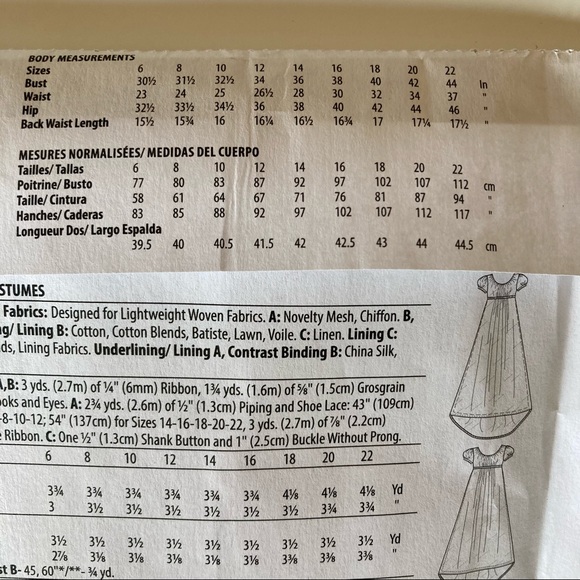 BODY MEASUREMENTS
Sizes 6 8 10 12 14 16 18 20 22
Bust 30½ 31½ 32½ 34 36 38 40 42 44 In
Waist 23 24 25 26½ 28 30 32 34 37 "
Hip 32½ 33½ 34½ 36 38 40 42 44 46 "
Back Waist Length 15½ 15¾ 16 16¼ 16½ 16¾ 17 17¼ 17½ "
MESURES NORMALISÉES/ MEDIDAS DEL CUERPO
Tailles/ Tallas 6 8 10 12 14 16 18 20 22
Poitrine/ Busto 77 80 83 87 92 97 102 107 112 cm
Taille/ Cintura 58 61 64 67 71 76 81 87 94 "
Hanches/ Caderas 83 85 88 92 97 102 107 112 117 "
Longueur Dos/ Largo Espalda
39.5 40 40.5 41.5 42 42.5 43 44 44.5 cm
STUMES
Fabrics: Designed for Lightweight Woven Fabrics. A: Novelty Mesh, Chiffon. B,
ng/ Lining B: Cotton, Cotton Blends, Batiste, Lawn, Voile. C: Linen. Lining C:
ds, Lining Fabrics. Underlining/ Lining A, Contrast Binding B: China Silk,
A,B: 3 yds. (2.7m) of ¼" (6mm) Ribbon, 1¾ yds. (1.6m) of ⅝" (1.5cm) Grosgrain
ooks and Eyes. A: 2¾ yds. (2.6m) of ½" (1.3cm) Piping and Shoe Lace: 43" (109cm)
-8-10-12; 54" (137cm) for Sizes 14-16-18-20-22, 3 yds. (2.7m) of ⅞" (2.2cm)
e Ribbon. C: One ½" (1.3cm) Shank Button and 1" (2.5cm) Buckle Without Prong.
6 8 10 12 14 16 18 20 22
3¾ 3¾ 3¾ 3¾ 3¾ 3¾ 4⅛ 4⅛ 4⅛ Yd
3 3½ 3½ 3½ 3½ 3½ 3½ 3¾ 3¾ "
3½ 3½ 3½ 3½ 3½ 3½ 3½ 3½ 3½ Yd
2⅞ 3⅛ 3⅛ 3⅛ 3⅛ 3⅛ 3⅜ 3⅜ 3⅜ "
st B- 45, 60"*/**- ¾ yd.